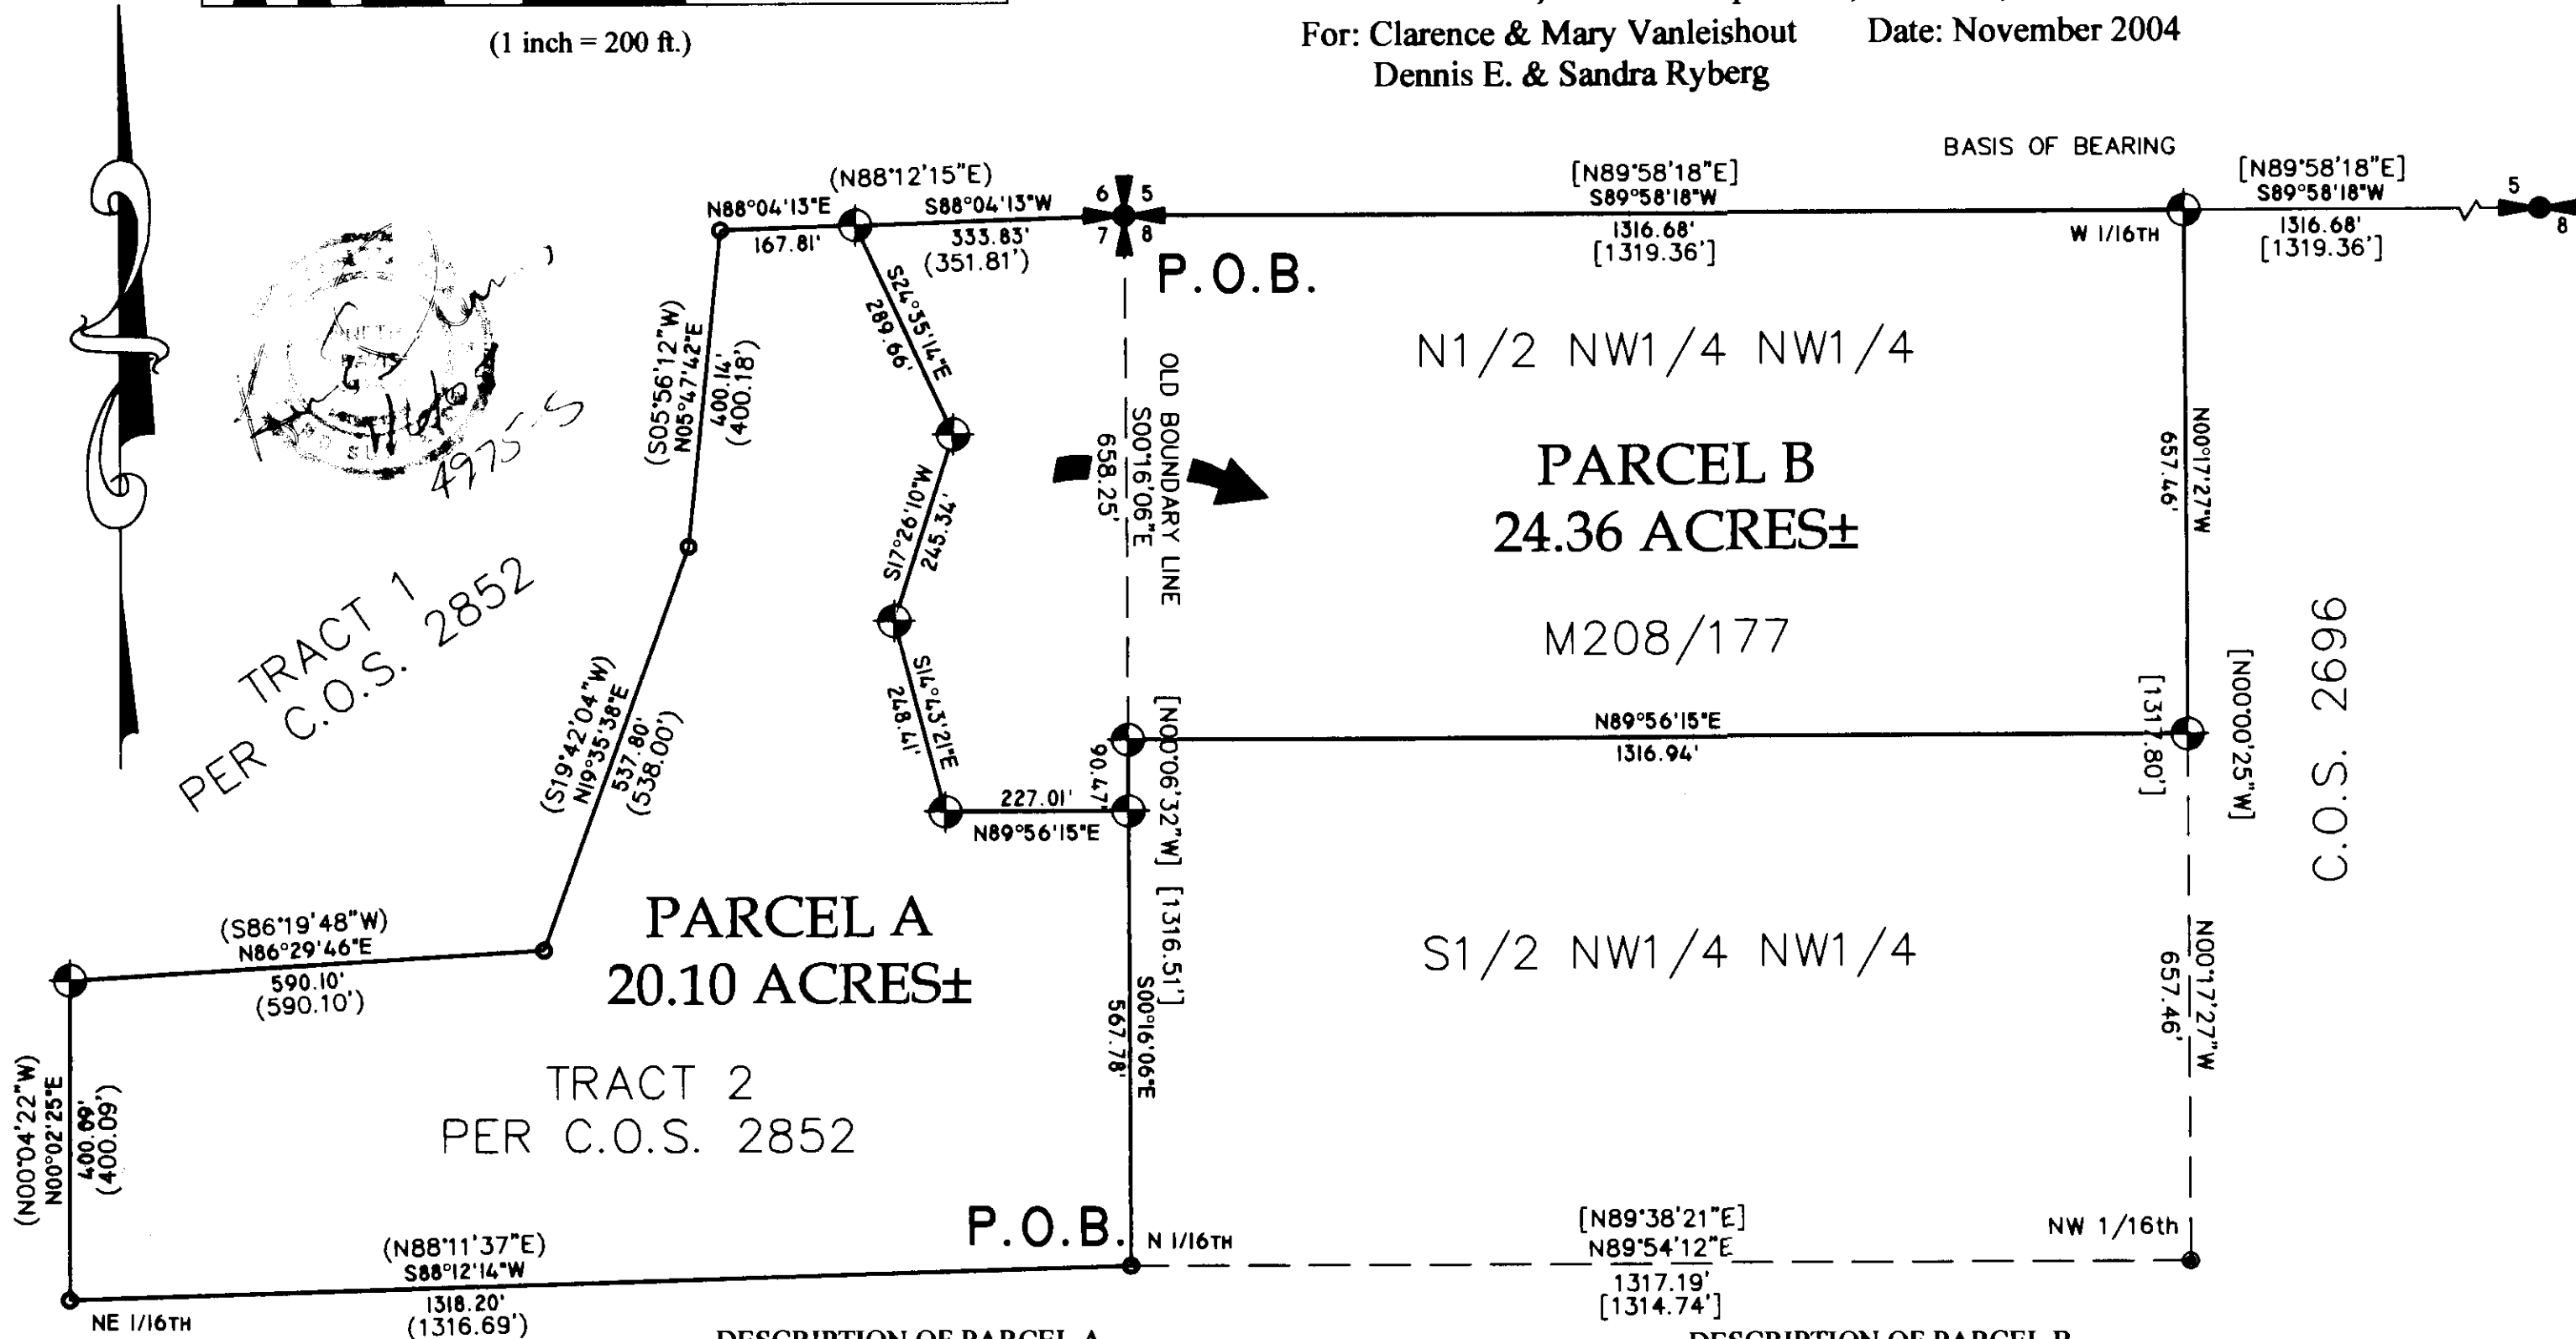 (1 inch = 200 ft.)
For: Clarence & Mary Vanleishout Date: November 2004
Dennis E. & Sandra Ryberg
BASIS OF BEARING
(N88°12'15"E)
N88°04'13"E
167.81'
S88°04'13"W
333.83'
(351.81')
6 5
7 8
P.O.B.
[N89°58'18"E]
S89°58'18"W
1316.68'
[1319.36']
W 1/16TH
[N89°58'18"E]
S89°58'18"W
1316.68'
[1319.36']
5
8
S24°35'14"E
289.66'
(S05°56'12"W)
N05°47'42"E
400.14'
(400.18')
OLD BOUNDARY LINE
S00°16'06"E
658.25'
N1/2 NW1/4 NW1/4
PARCEL B
24.36 ACRES±
M208/177
N00°17'27"W
657.46'
4975-S
S17°26'10"W
245.34'
TRACT 1
PER C.O.S. 2852
(S19°42'04"W)
N19°35'38"E
537.80'
(538.00')
S14°43'21"E
248.41'
227.01'
N89°56'15"E
90.47'
[N00°06'32"W] [1316.51']
N89°56'15"E
1316.94'
[1317.80']
[N00°00'25"W]
C.O.S. 2696
(S86°19'48"W)
N86°29'46"E
590.10'
(590.10')
PARCEL A
20.10 ACRES±
TRACT 2
PER C.O.S. 2852
S00°16'06"E
567.78'
S1/2 NW1/4 NW1/4
N00°17'27"W
657.46'
(N00°04'22"W)
N00°02'25"E
400.09'
(400.09')
P.O.B.
N 1/16TH
[N89°38'21"E]
N89°54'12"E
1317.19'
[1314.74']
NW 1/16th
(N88°11'37"E)
S88°12'14"W
1318.20'
(1316.69')
NE 1/16TH
DESCRIPTION OF PARCEL A
DESCRIPTION OF PARCEL B